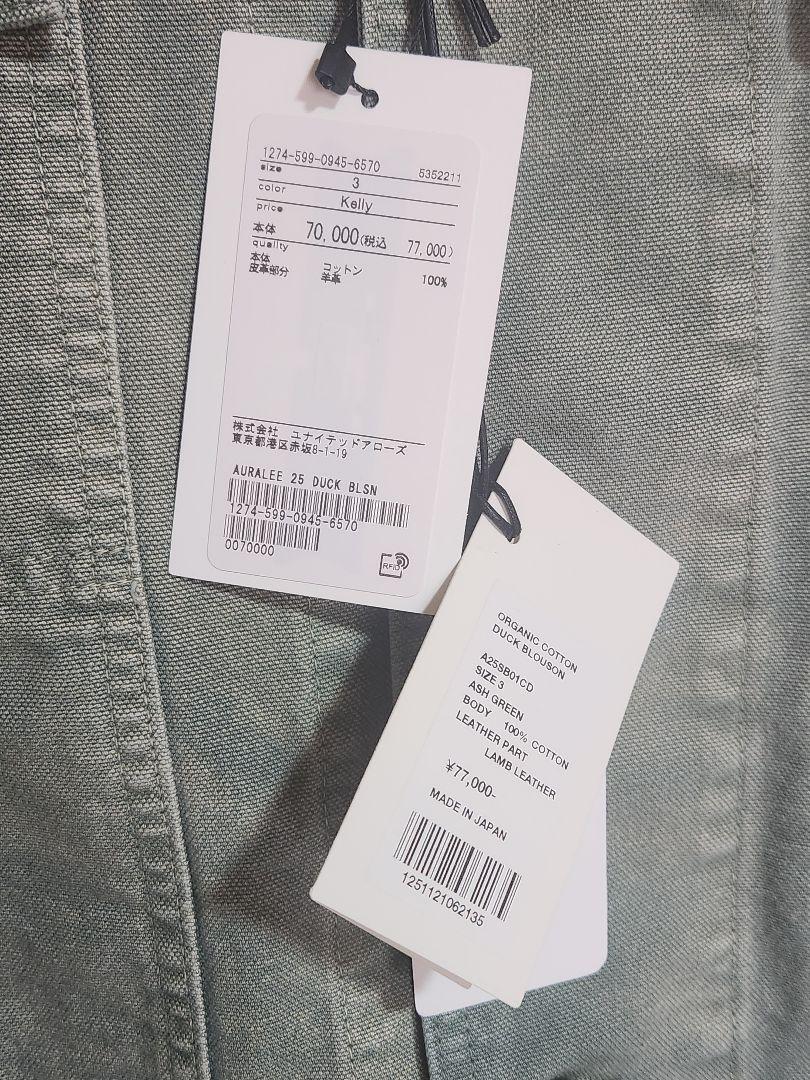 1274-599-0945-6570 5352211
size 3
color Kelly
price
本体 70,000(税込 77,000)
quality
本体 コットン 100%
皮革部分 羊革
株式会社 ユナイテッドアローズ
東京都港区赤坂8-1-19
AURALEE 25 DUCK BLSN
1274-599-0945-6570
0070000
RFID
ORGANIC COTTON
DUCK BLOUSON
A25SB01CD
SIZE 3
ASH GREEN
BODY 100% COTTON
LEATHER PART
LAMB LEATHER
¥77,000-
MADE IN JAPAN
1251121062135